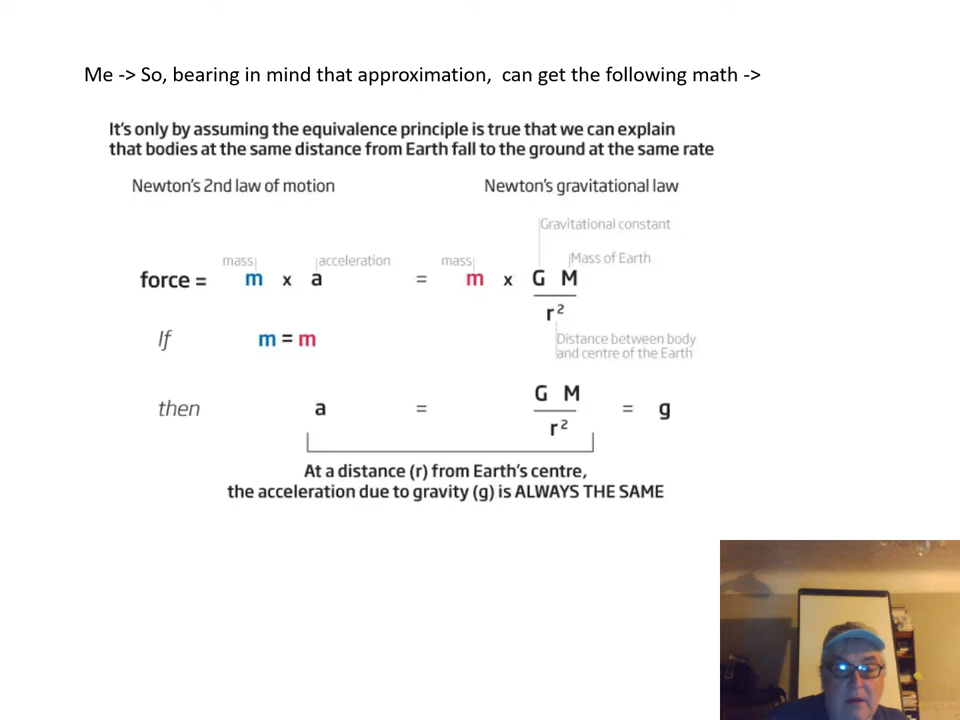 Me -> So, bearing in mind that approximation,  can get the following math ->
It's only by assuming the equivalence principle is true that we can explain
that bodies at the same distance from Earth fall to the ground at the same rate
Newton's 2nd law of motion
Newton's gravitational law
Gravitational constant
mass
acceleration
mass
Mass of Earth
force = m x a = m x G M
r²
If m = m
Distance between body
and centre of the Earth
then a = G M = g
r²
At a distance (r) from Earth's centre,
the acceleration due to gravity (g) is ALWAYS THE SAME